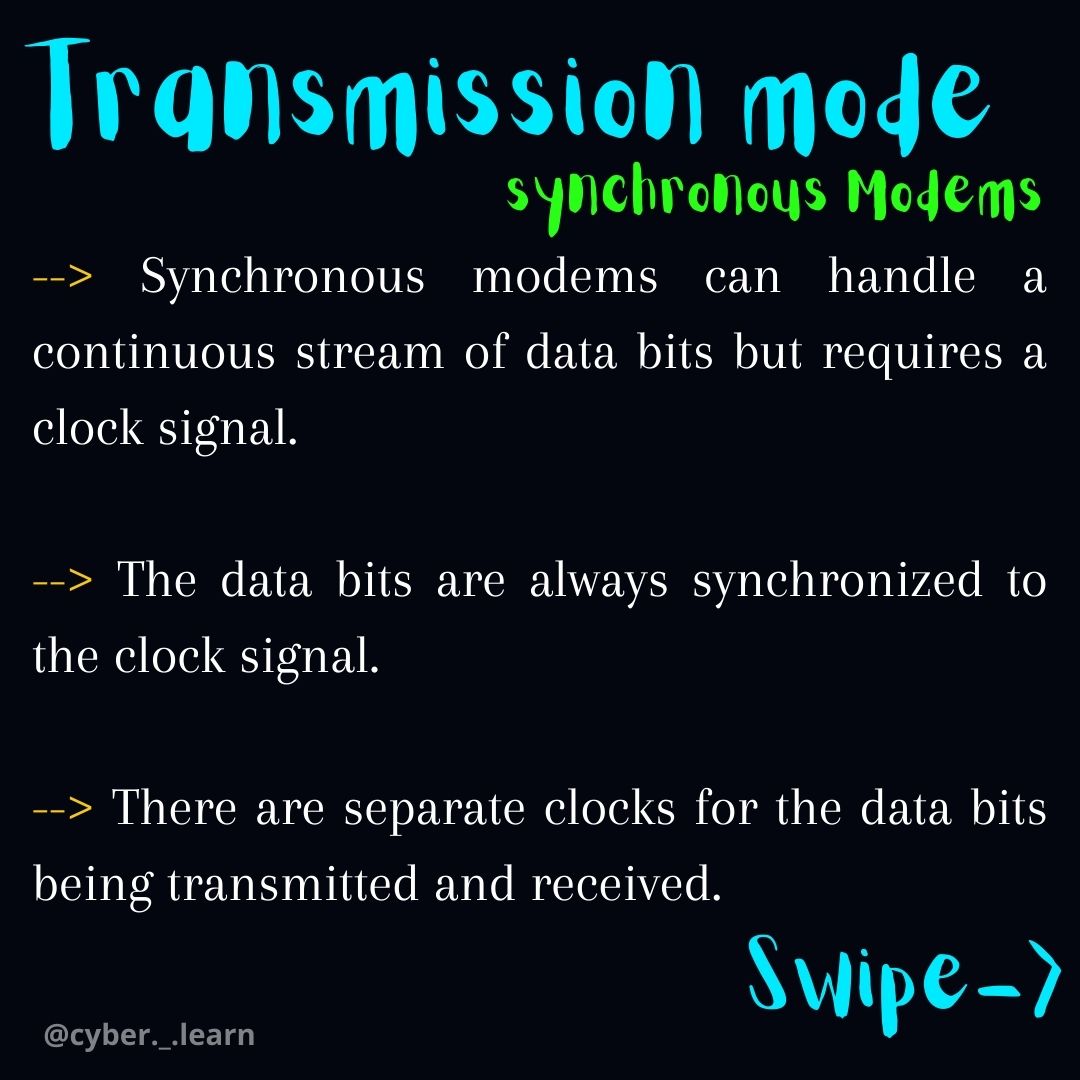 Transmission mode
synchronous Modems
--> Synchronous modems can handle a
continuous stream of data bits but requires a
clock signal.
--> The data bits are always synchronized to
the clock signal.
--> There are separate clocks for the data bits
being transmitted and received.
Swipe->
@cyber._.learn